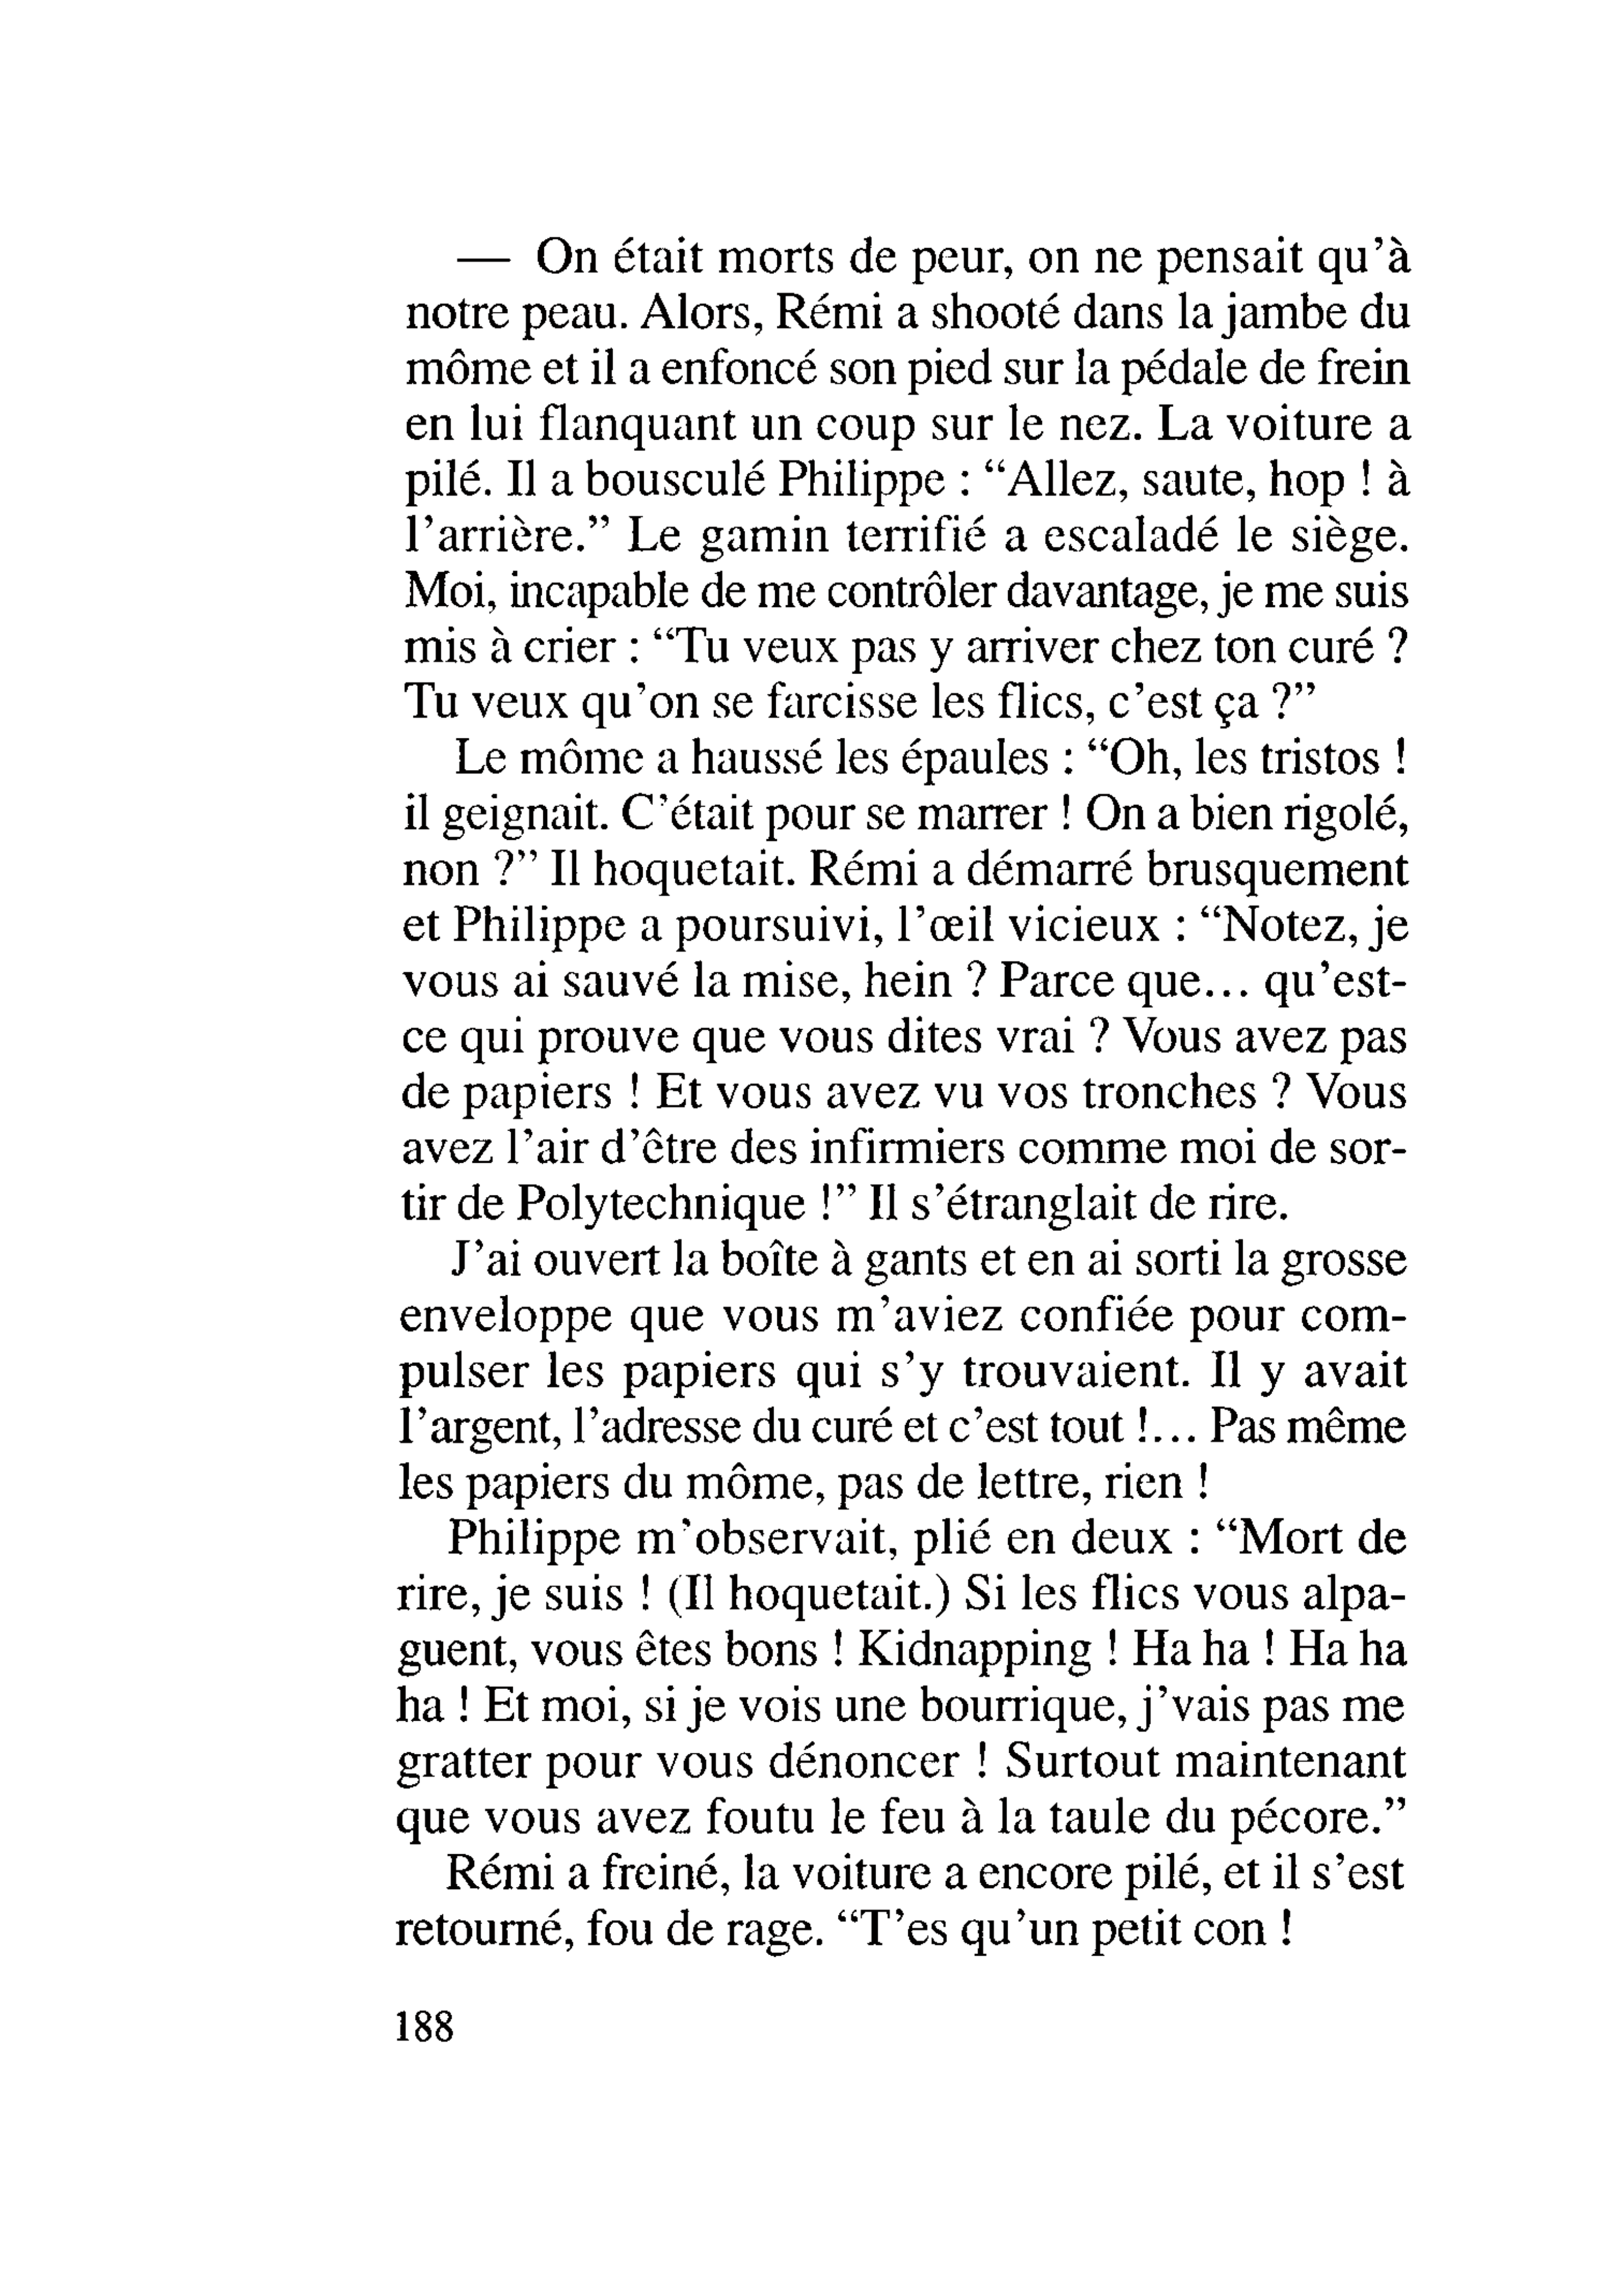 — On était morts de peur, on ne pensait qu’à
notre peau. Alors, Rémi a shooté dans la jambe du
môme et il a enfoncé son pied sur la pédale de frein
en lui flanquant un coup sur le nez. La voiture a
pilé. Il a bousculé Philippe : “Allez, saute, hop ! à
l’arrière.” Le gamin terrifié a escaladé le siège.
Moi, incapable de me contrôler davantage, je me suis
mis à crier : “Tu veux pas y arriver chez ton curé ?
Tu veux qu’on se farcisse les flics, c’est ça ?”
Le môme a haussé les épaules : “Oh, les tristos !
il geignait. C’était pour se marrer ! On a bien rigolé,
non ?” Il hoquetait. Rémi a démarré brusquement
et Philippe a poursuivi, l’œil vicieux : “Notez, je
vous ai sauvé la mise, hein ? Parce que... qu’est-
ce qui prouve que vous dites vrai ? Vous avez pas
de papiers ! Et vous avez vu vos tronches ? Vous
avez l’air d’être des infirmiers comme moi de sor-
tir de Polytechnique !” Il s’étranglait de rire.
J’ai ouvert la boîte à gants et en ai sorti la grosse
enveloppe que vous m’aviez confiée pour com-
pulser les papiers qui s’y trouvaient. Il y avait
l’argent, l’adresse du curé et c’est tout !... Pas même
les papiers du môme, pas de lettre, rien !
Philippe m’observait, plié en deux : “Mort de
rire, je suis ! (Il hoquetait.) Si les flics vous alpa-
guent, vous êtes bons ! Kidnapping ! Ha ha ! Ha ha
ha ! Et moi, si je vois une bourrique, j’vais pas me
gratter pour vous dénoncer ! Surtout maintenant
que vous avez foutu le feu à la taule du pécore.”
Rémi a freiné, la voiture a encore pilé, et il s’est
retourné, fou de rage. “T’es qu’un petit con !
188